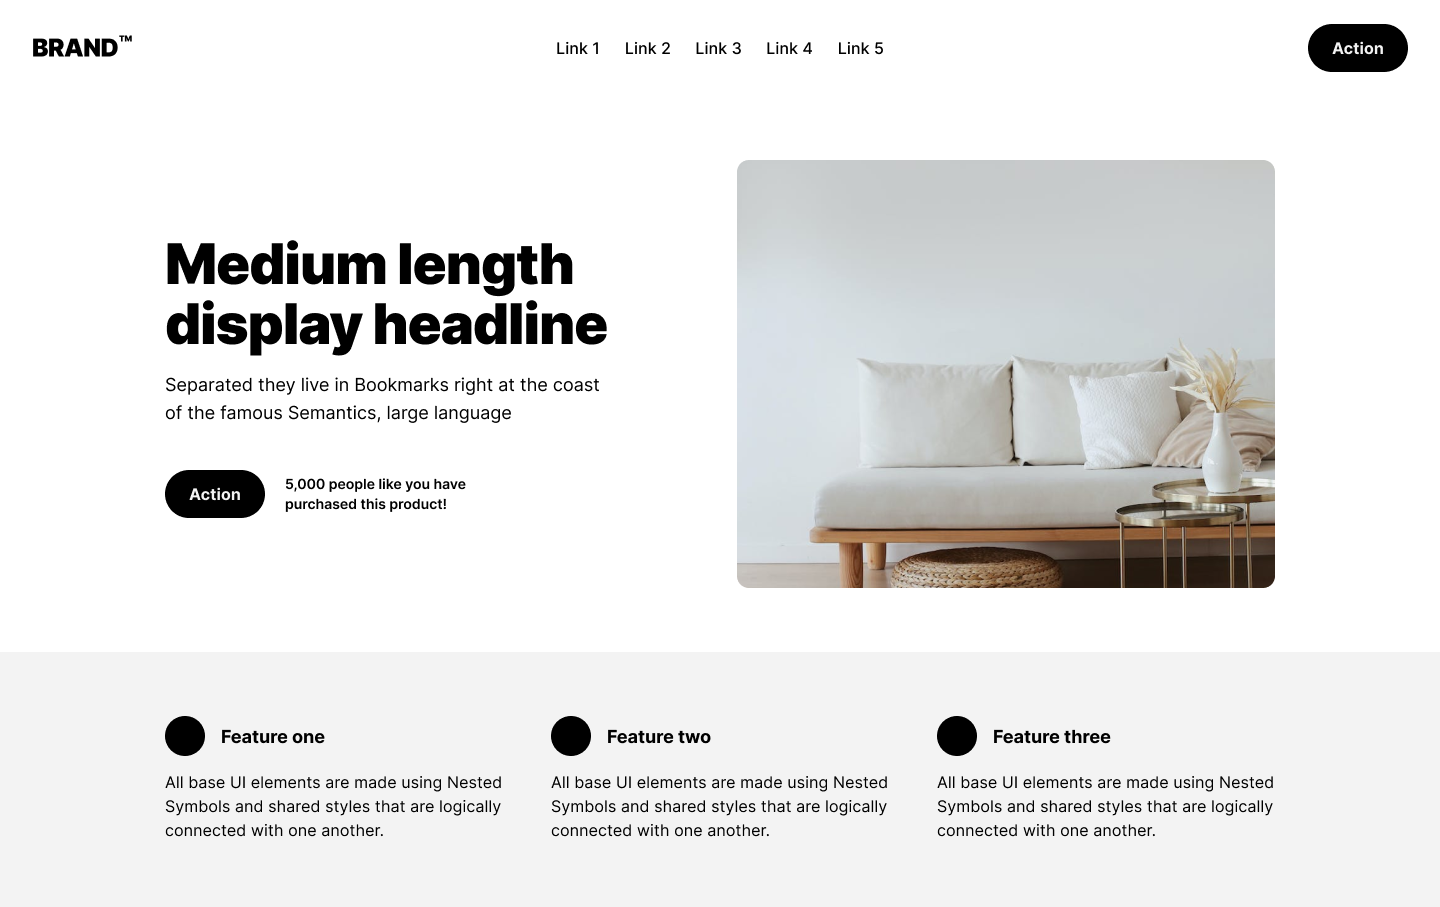 BRAND™
Link 1
Link 2
Link 3
Link 4
Link 5
Action
Medium length
display headline
Separated they live in Bookmarks right at the coast
of the famous Semantics, large language
Action
5,000 people like you have
purchased this product!
Feature one
All base UI elements are made using Nested
Symbols and shared styles that are logically
connected with one another.
Feature two
All base UI elements are made using Nested
Symbols and shared styles that are logically
connected with one another.
Feature three
All base UI elements are made using Nested
Symbols and shared styles that are logically
connected with one another.